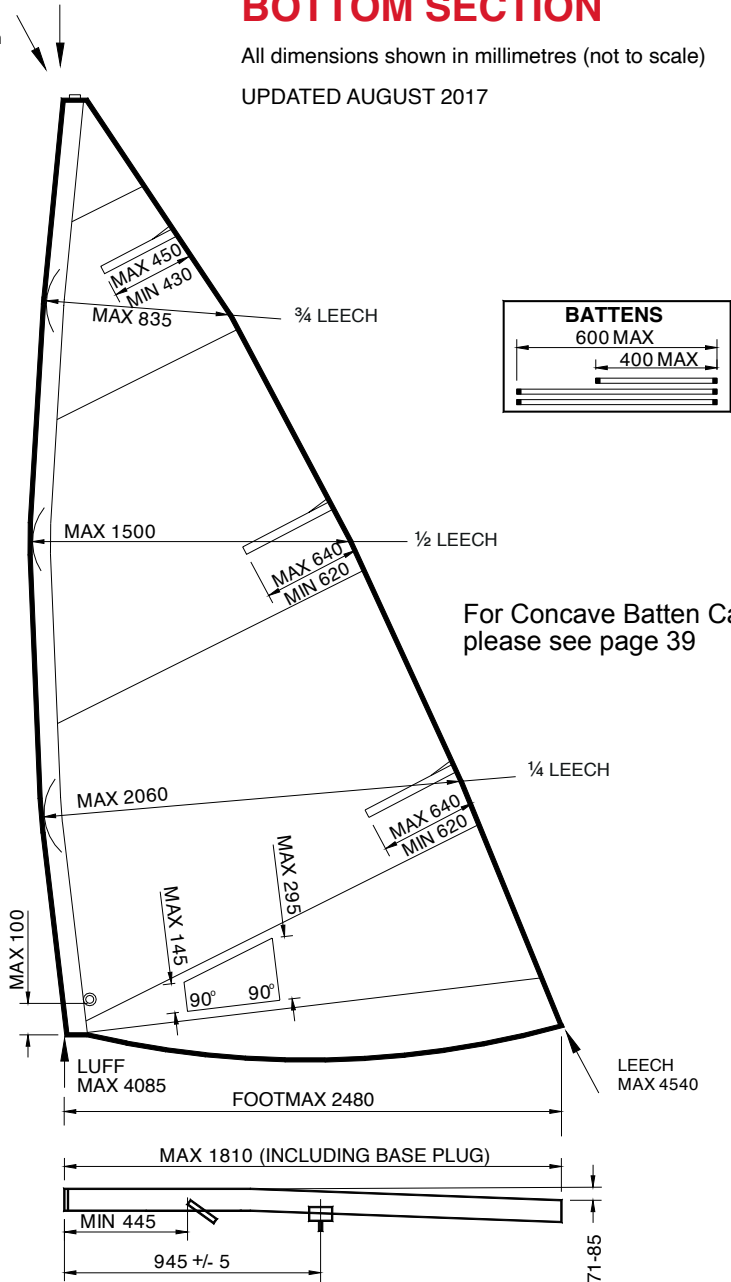 BOTTOM SECTION
All dimensions shown in millimetres (not to scale)
UPDATED AUGUST 2017
MAX 450
MIN 430
MAX 835
¾ LEECH
BATTENS
600 MAX
400 MAX
MAX 1500
½ LEECH
MAX 640
MIN 620
For Concave Batten Ca
please see page 39
¼ LEECH
MAX 2060
MAX 640
MIN 620
MAX 295
MAX 145
MAX 100
90°
90°
LUFF
MAX 4085
LEECH
MAX 4540
FOOTMAX 2480
MAX 1810 (INCLUDING BASE PLUG)
MIN 445
945 +/- 5
71-85